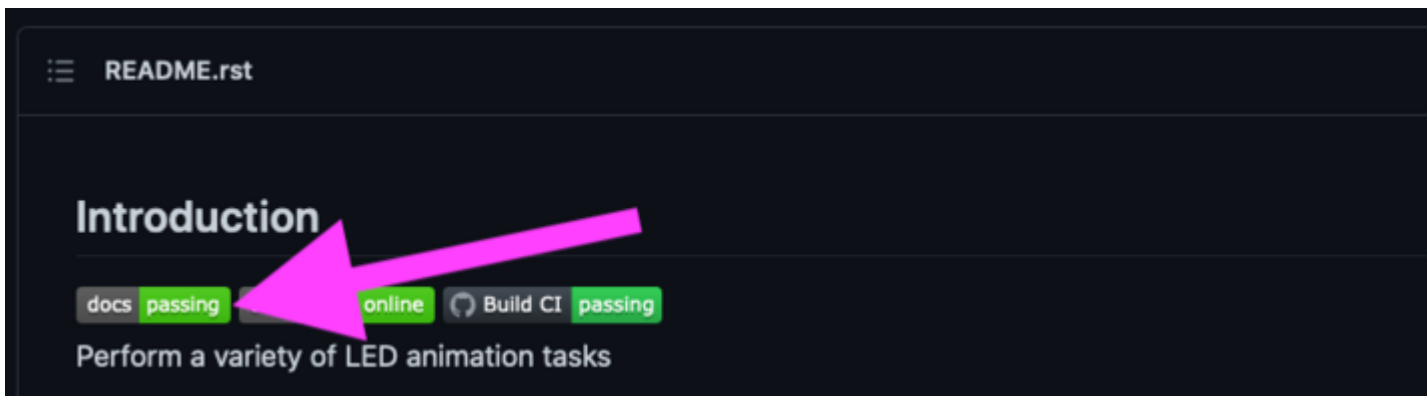 README.rst
Introduction
docs passing online Build CI passing
Perform a variety of LED animation tasks